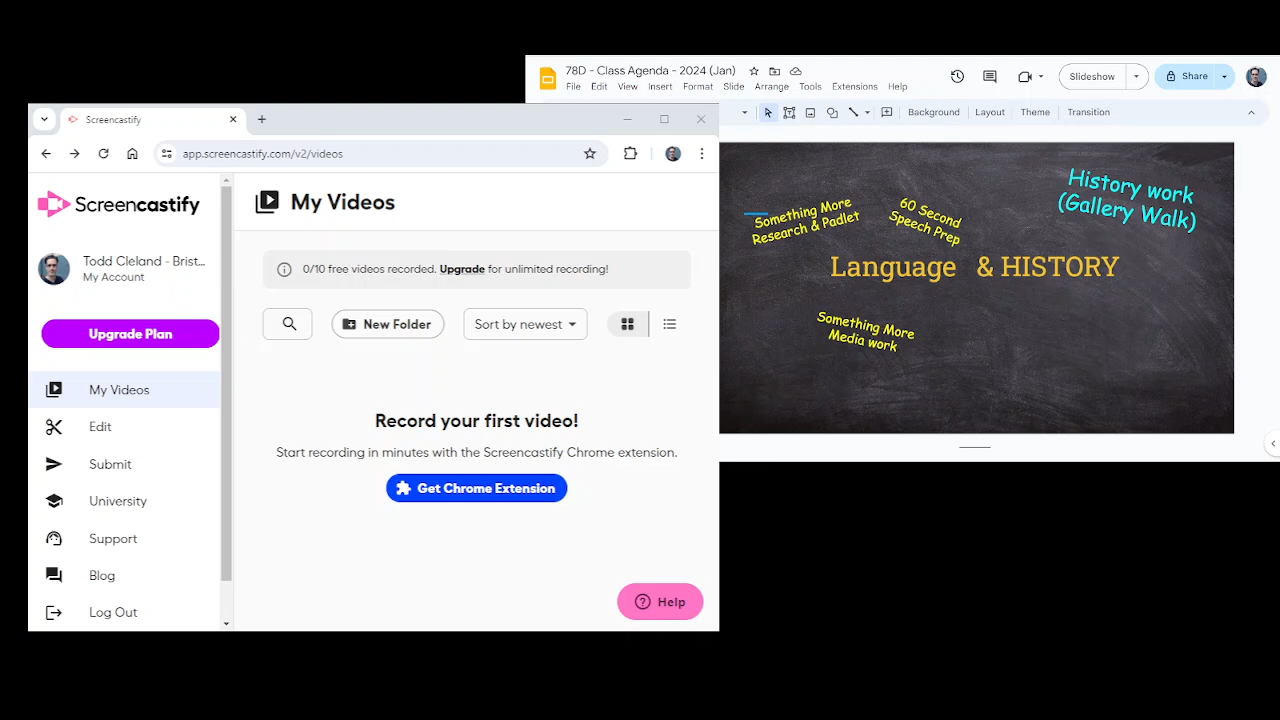 78D - Class Agenda - 2024 (Jan)
File Edit View Insert Format Slide Arrange Tools Extensions Help
Slideshow
Share
Background Layout Theme Transition
Something More
Research & Padlet
60 Second
Speech Prep
History work
(Gallery Walk)
Language & HISTORY
Something More
Media work
Screencastify
app.screencastify.com/v2/videos
Screencastify
Todd Cleland - Brist...
My Account
Upgrade Plan
My Videos
Edit
Submit
University
Support
Blog
Log Out
My Videos
0/10 free videos recorded. Upgrade for unlimited recording!
New Folder
Sort by newest
Record your first video!
Start recording in minutes with the Screencastify Chrome extension.
Get Chrome Extension
Help